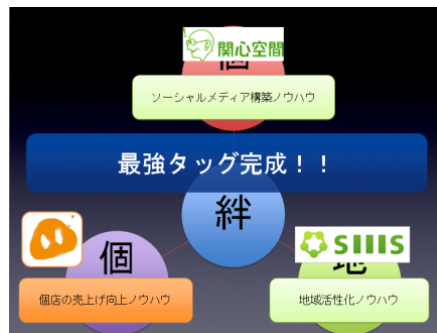 関心空間
個
ソーシャルメディア構築ノウハウ
最強タッグ完成！！
絆
個
個店の売上げ向上ノウハウ
SIIIS
地
地域活性化ノウハウ